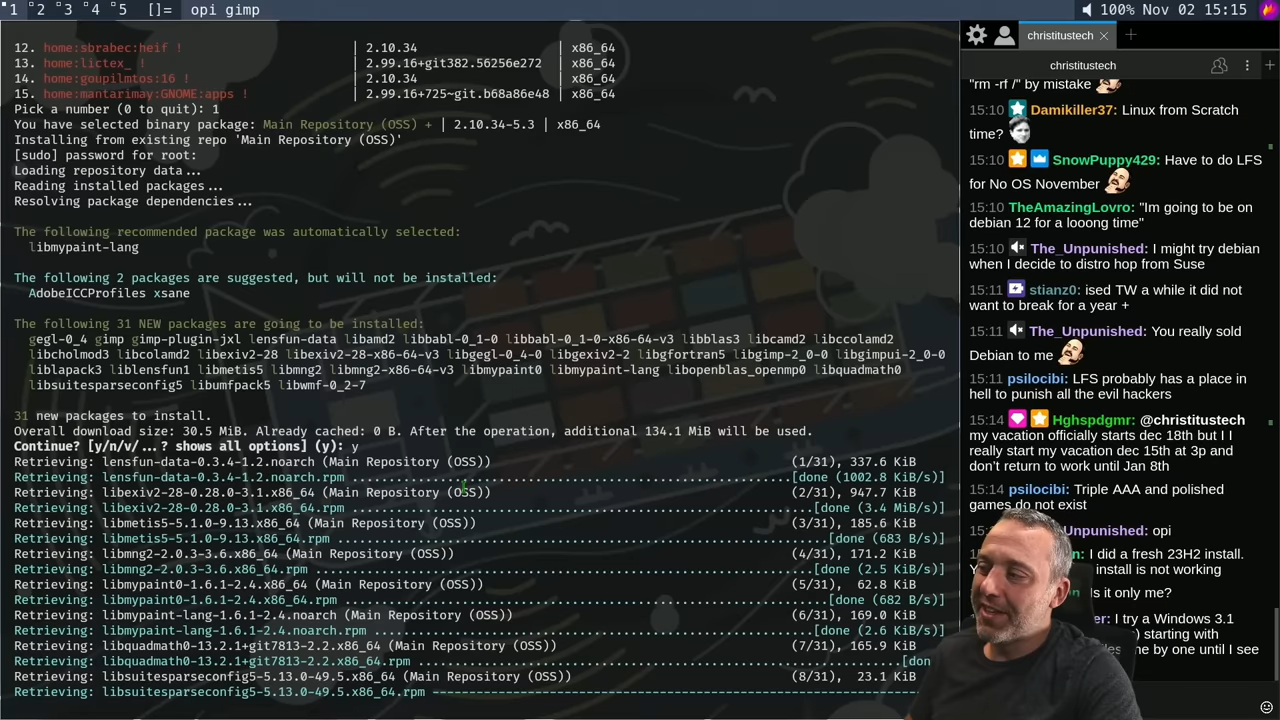 1 2 3 4 5 []= opi gimp 100% Nov 02 15:15
12. home:sbrabec:heif ! | 2.10.34 | x86_64
13. home:lictex_ ! | 2.99.16+git382.56256e272 | x86_64
14. home:goupilmtos:16 ! | 2.10.34 | x86_64
15. home:mantarimay:GNOME:apps ! | 2.99.16+725~git.b68a86e48 | x86_64
Pick a number (0 to quit): 1
You have selected binary package: Main Repository (OSS) + | 2.10.34-5.3 | x86_64
Installing from existing repo 'Main Repository (OSS)'
[sudo] password for root:
Loading repository data...
Reading installed packages...
Resolving package dependencies...
The following recommended package was automatically selected:
libmypaint-lang
The following 2 packages are suggested, but will not be installed:
AdobeICCProfiles xsane
The following 31 NEW packages are going to be installed:
gegl-0_4 gimp gimp-plugin-jxl lensfun-data libamd2 libbabl-0_1-0 libbabl-0_1-0-x86-64-v3 libblas3 libcamd2 libccolamd2
libcholmod3 libcolamd2 libexiv2-28 libexiv2-28-x86-64-v3 libgegl-0_4-0 libgexiv2-2 libgfortran5 libgimp-2_0-0 libgimpui-2_0-0
liblapack3 liblensfun1 libmetis5 libmng2 libmng2-x86-64-v3 libmypaint0 libmypaint-lang libopenblas_openmp0 libquadmath0
libsuitesparseconfig5 libumfpack5 libwmf-0_2-7
31 new packages to install.
Overall download size: 30.5 MiB. Already cached: 0 B. After the operation, additional 134.1 MiB will be used.
Continue? [y/n/v/... ? shows all options] (y): y
Retrieving: lensfun-data-0.3.4-1.2.noarch (Main Repository (OSS)) (1/31), 337.6 KiB
Retrieving: lensfun-data-0.3.4-1.2.noarch.rpm ....[done (1002.8 KiB/s)]
Retrieving: libexiv2-28-0.28.0-3.1.x86_64 (Main Repository (OSS)) (2/31), 947.7 KiB
Retrieving: libexiv2-28-0.28.0-3.1.x86_64.rpm ....[done (3.4 MiB/s)]
Retrieving: libmetis5-5.1.0-9.13.x86_64 (Main Repository (OSS)) (3/31), 185.6 KiB
Retrieving: libmetis5-5.1.0-9.13.x86_64.rpm ....[done (683 B/s)]
Retrieving: libmng2-2.0.3-3.6.x86_64 (Main Repository (OSS)) (4/31), 171.2 KiB
Retrieving: libmng2-2.0.3-3.6.x86_64.rpm ....[done (2.5 KiB/s)]
Retrieving: libmypaint0-1.6.1-2.4.x86_64 (Main Repository (OSS)) (5/31), 62.8 KiB
Retrieving: libmypaint0-1.6.1-2.4.x86_64.rpm ....[done (682 B/s)]
Retrieving: libmypaint-lang-1.6.1-2.4.noarch (Main Repository (OSS)) (6/31), 169.0 KiB
Retrieving: libmypaint-lang-1.6.1-2.4.noarch.rpm ....[done (2.6 KiB/s)]
Retrieving: libquadmath0-13.2.1+git7813-2.2.x86_64 (Main Repository (OSS)) (7/31), 165.9 KiB
Retrieving: libquadmath0-13.2.1+git7813-2.2.x86_64.rpm ....[don
Retrieving: libsuitesparseconfig5-5.13.0-49.5.x86_64 (Main Repository (OSS)) (8/31), 23.1 KiB
Retrieving: libsuitesparseconfig5-5.13.0-49.5.x86_64.rpm ----
christitustech
christitustech
"rm -rf /" by mistake
15:10 Damikiller37: Linux from Scratch
time?
15:10 SnowPuppy429: Have to do LFS
for No OS November
15:10 TheAmazingLovro: "Im going to be on
debian 12 for a looong time"
15:10 The_Unpunished: I might try debian
when I decide to distro hop from Suse
15:11 stianz0: ised TW a while it did not
want to break for a year +
15:11 The_Unpunished: You really sold
Debian to me
15:11 psilocibi: LFS probably has a place in
hell to punish all the evil hackers
15:14 Hghspdgmr: @christitustech
my vacation officially starts dec 18th but I I
really start my vacation dec 15th at 3p and
don't return to work until Jan 8th
15:14 psilocibi: Triple AAA and polished
games do not exist
Unpunished: opi
I did a fresh 23H2 install.
install is not working
Is it only me?
I try a Windows 3.1
starting with
me by one until I see